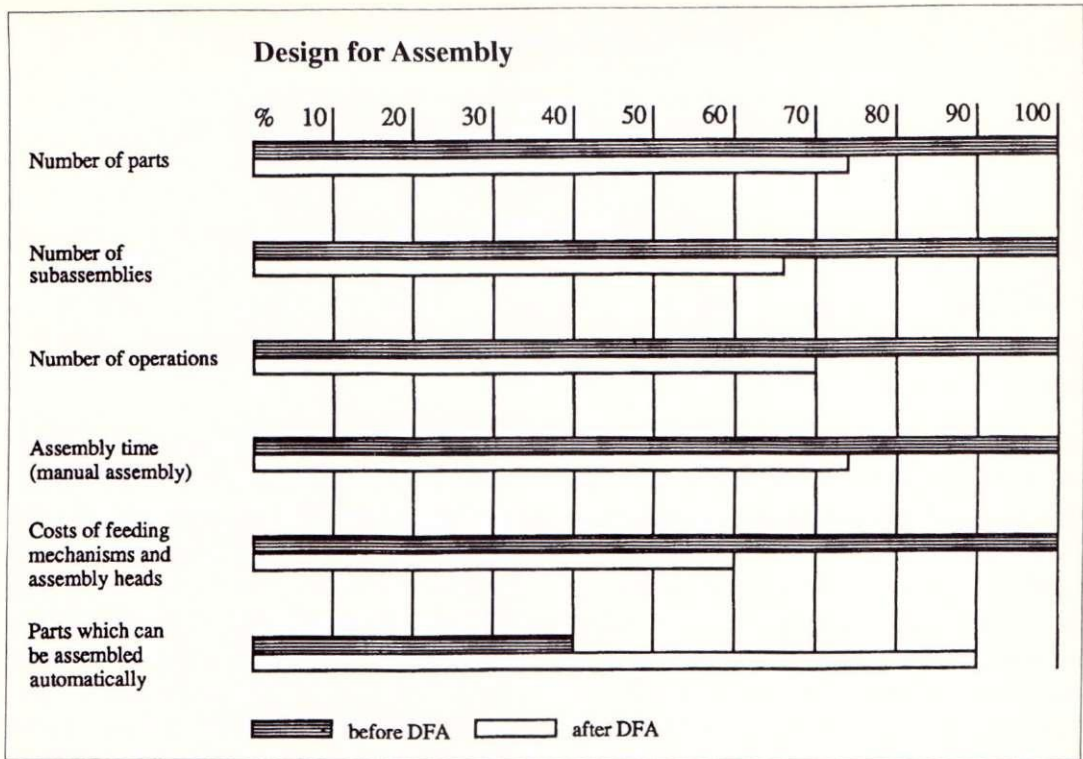 Design for Assembly
% 10 20 30 40 50 60 70 80 90 100
Number of parts
Number of
subassemblies
Number of operations
Assembly time
(manual assembly)
Costs of feeding
mechanisms and
assembly heads
Parts which can
be assembled
automatically
before DFA after DFA